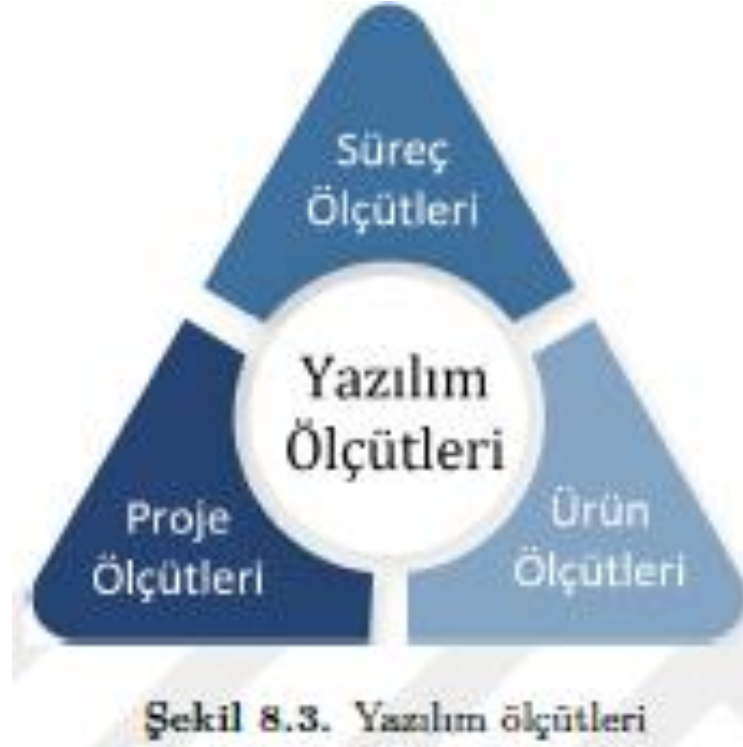 Süreç
Ölçütleri
Yazılım
Ölçütleri
Proje
Ölçütleri
Ürün
Ölçütleri
Şekil 8.3. Yazılım ölçütleri